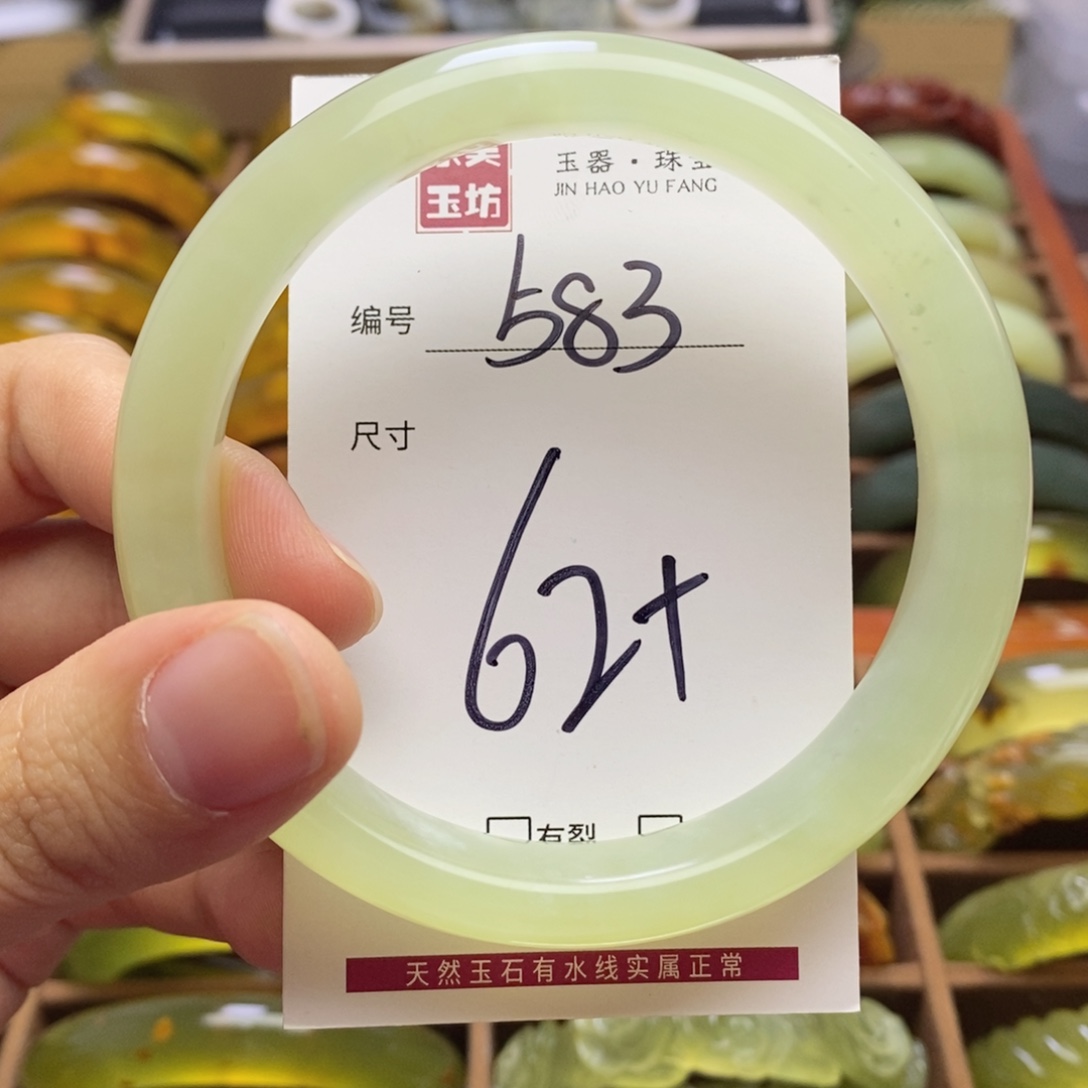 玉坊
玉器·珠宝
JIN HAO YU FANG
编号 583
尺寸
62+
有裂
天然玉石有水线实属正常